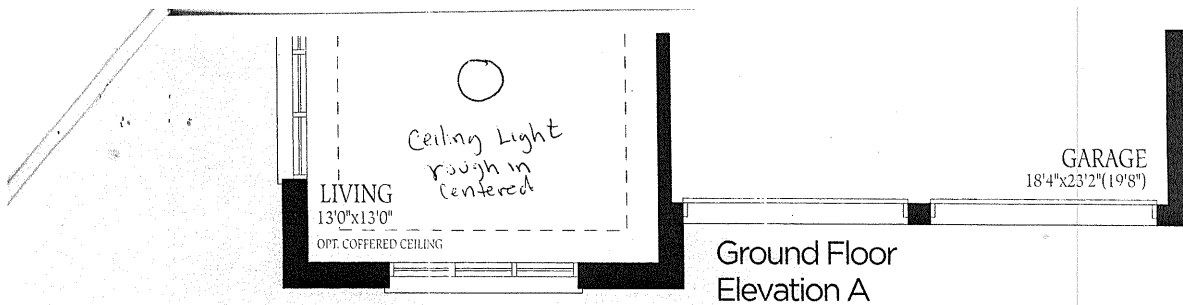 Ceiling Light
rough in
Centered
LIVING
13'0"x13'0"
OPT. COFFERED CEILING
GARAGE
18'4"x23'2"(19'8")
Ground Floor
Elevation A